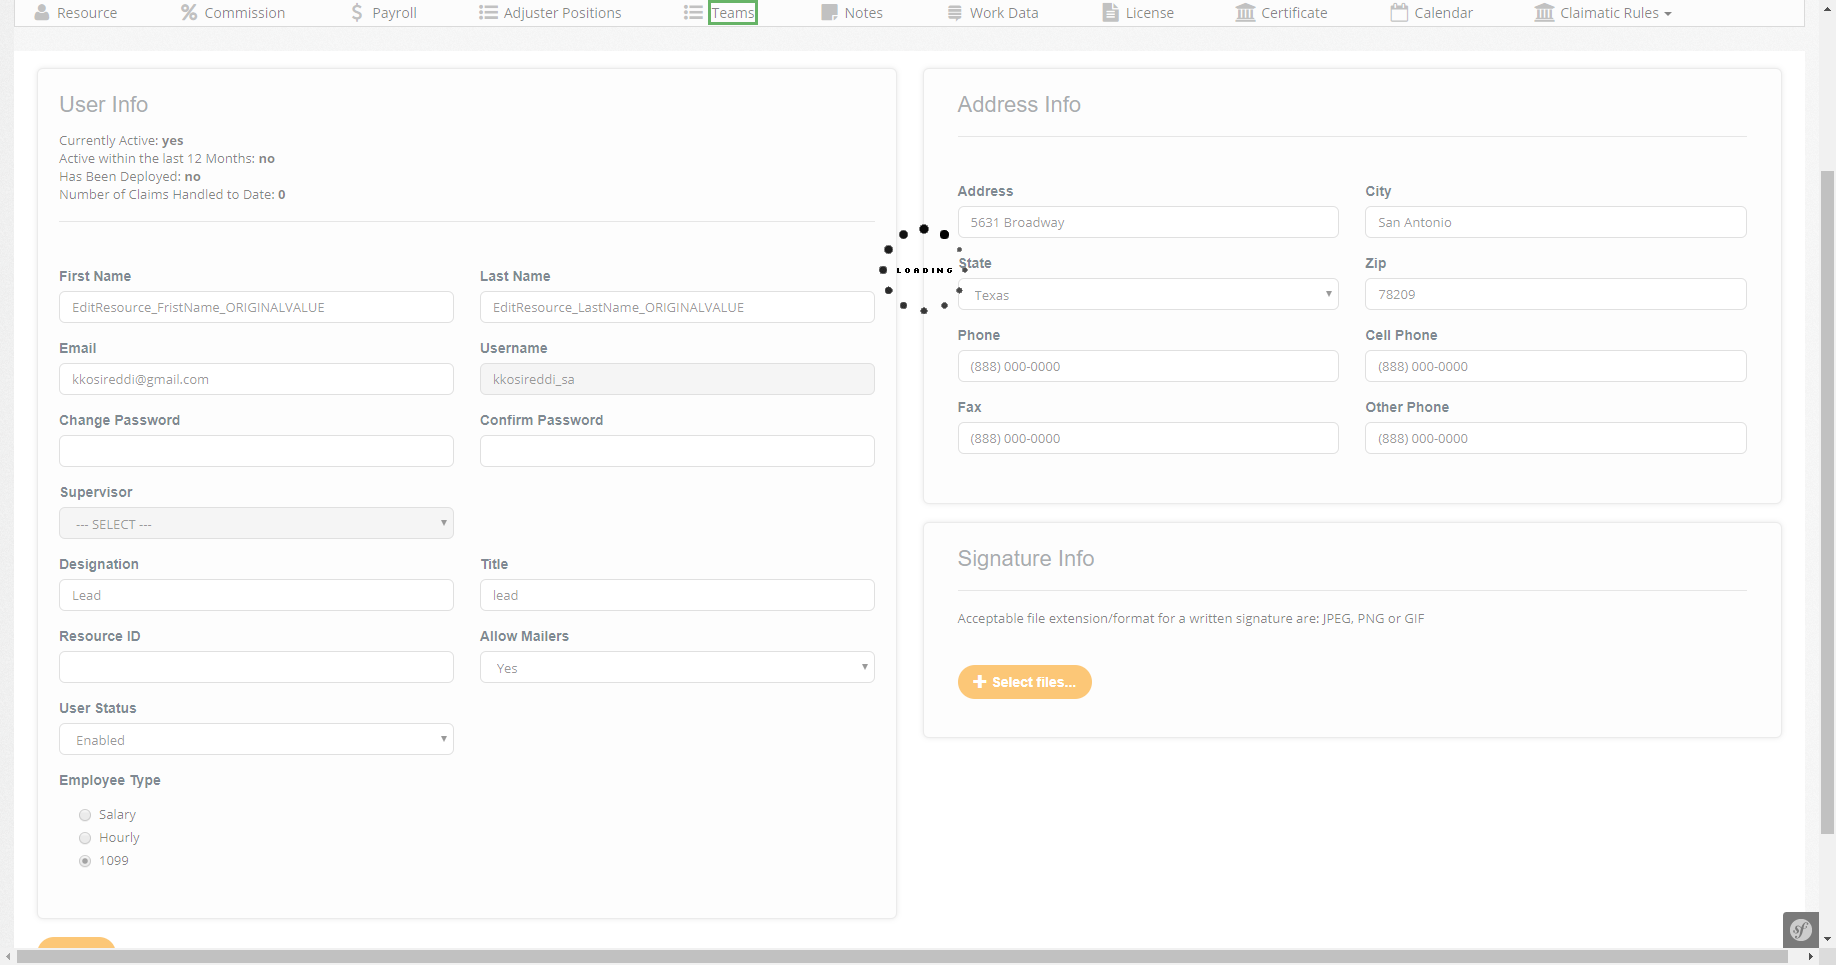 Resource Commission Payroll Adjuster Positions Teams Notes Work Data License Certificate Calendar Claimatic Rules
User Info
Currently Active: yes
Active within the last 12 Months: no
Has Been Deployed: no
Number of Claims Handled to Date: 0
First Name Last Name
EditResource_FristName_ORIGINALVALUE EditResource_LastName_ORIGINALVALUE
Email Username
kkosireddi@gmail.com kkosireddi_sa
Change Password Confirm Password
Supervisor
--- SELECT ---
Designation Title
Lead lead
Resource ID Allow Mailers
Yes
User Status
Enabled
Employee Type
Salary
Hourly
1099
LOADING
Address Info
Address City
5631 Broadway San Antonio
State Zip
Texas 78209
Phone Cell Phone
(888) 000-0000 (888) 000-0000
Fax Other Phone
(888) 000-0000 (888) 000-0000
Signature Info
Acceptable file extension/format for a written signature are: JPEG, PNG or GIF
Select files...
sf